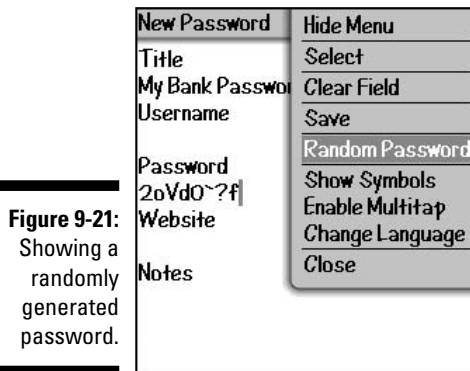 New Password
Title
My Bank Passwo
Username
Password
2oVdO~?f
Website
Notes
Hide Menu
Select
Clear Field
Save
Random Password
Show Symbols
Enable Multitap
Change Language
Close
Figure 9-21:
Showing a
randomly
generated
password.